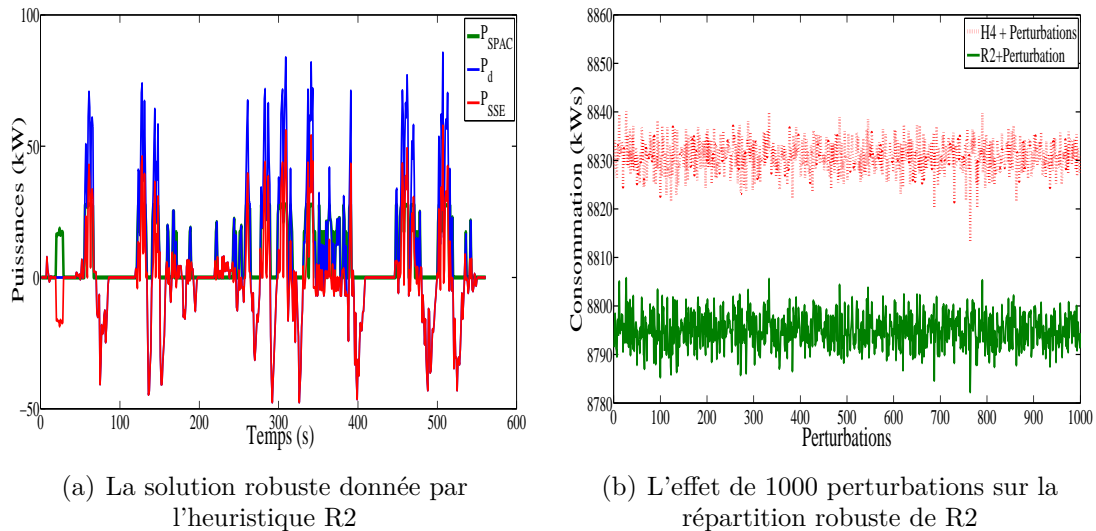 100
50
0
−50
0
100
200
300
400
500
600
Puissances (kW)
Temps (s)
P_SPAC
P_d
P_SSE
8860
8850
8840
8830
8820
8810
8800
8790
8780
0
100
200
300
400
500
600
700
800
900
1000
Consommation (kWs)
Perturbations
H4 + Perturbations
R2+Perturbation
(a) La solution robuste donnée par
l'heuristique R2
(b) L'effet de 1000 perturbations sur la
répartition robuste de R2